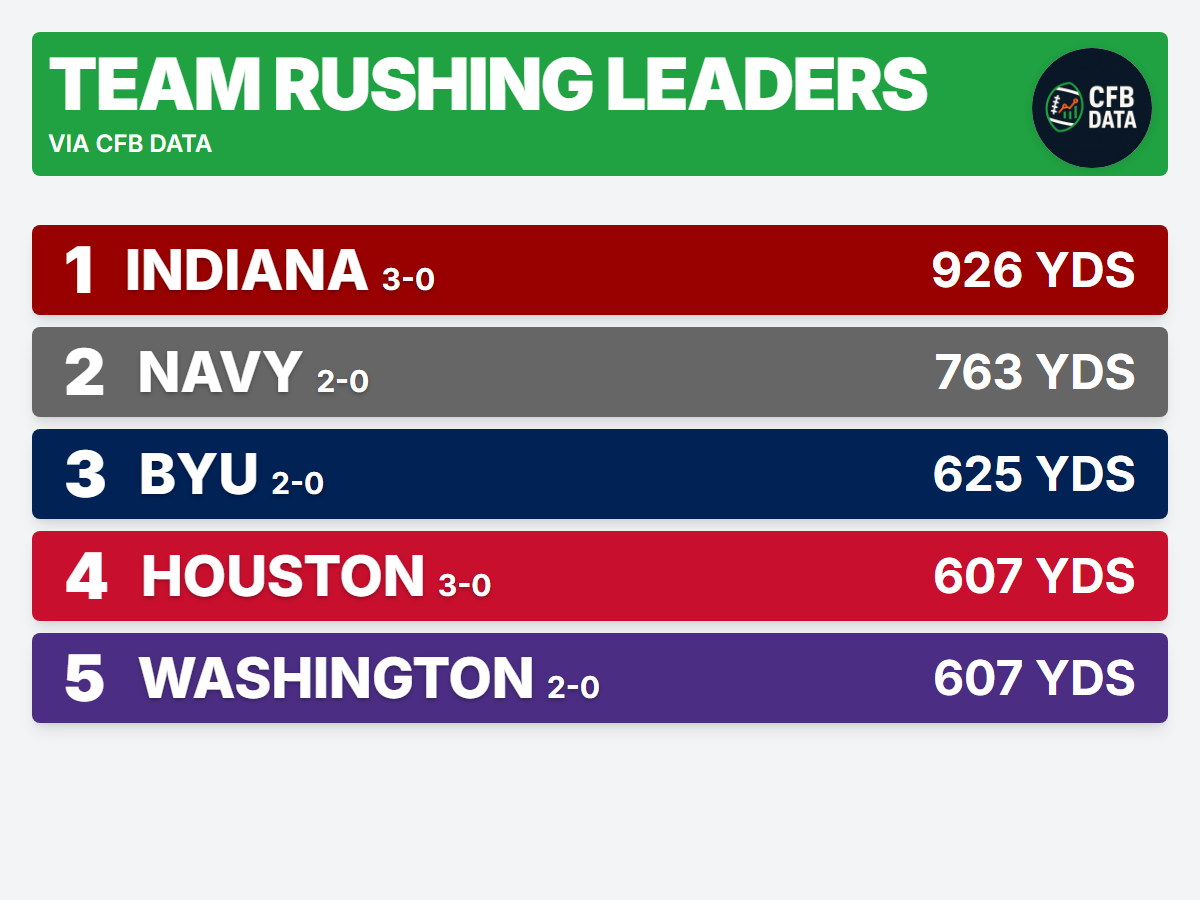 TEAM RUSHING LEADERS
VIA CFB DATA
CFB
DATA
1 INDIANA 3-0 926 YDS
2 NAVY 2-0 763 YDS
3 BYU 2-0 625 YDS
4 HOUSTON 3-0 607 YDS
5 WASHINGTON 2-0 607 YDS